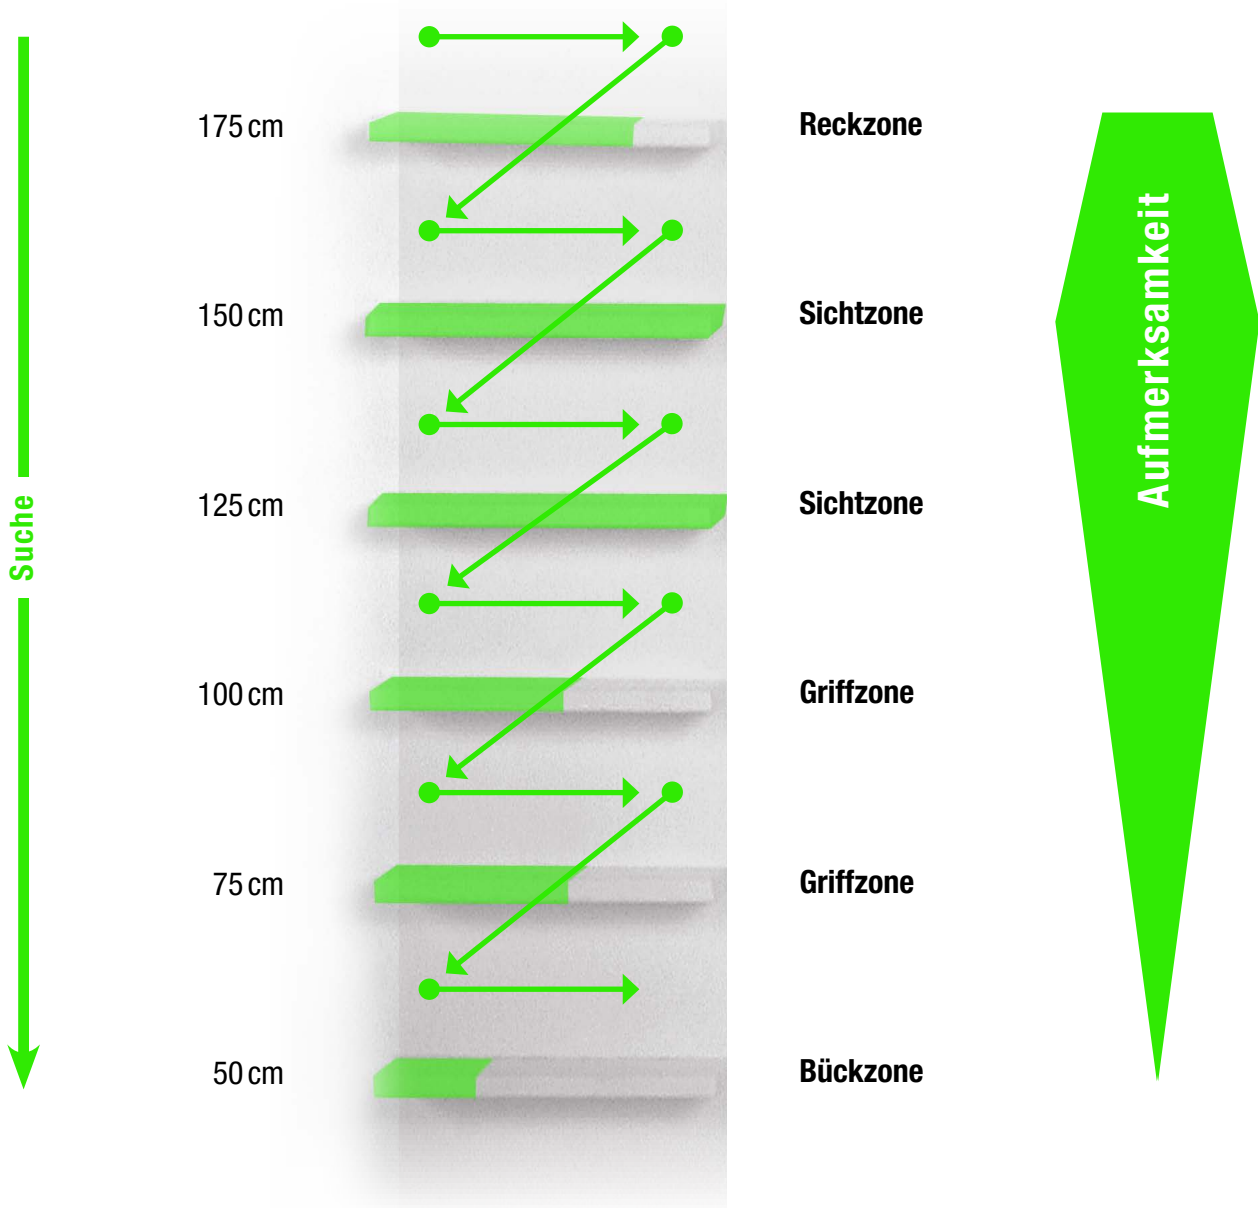 175 cm
Reckzone
150 cm
Sichtzone
125 cm
Sichtzone
100 cm
Griffzone
75 cm
Griffzone
50 cm
Bückzone
Suche
Aufmerksamkeit